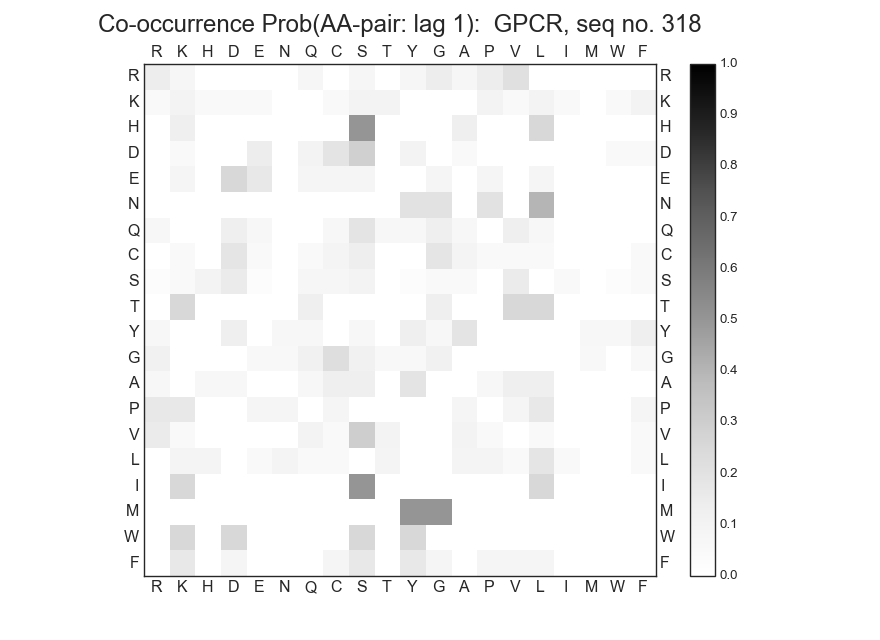 Co-occurrence Prob(AA-pair: lag 1):  GPCR, seq no. 318
R K H D E N Q C S T Y G A P V L I M W F
R R
K K
H H
D D
E E
N N
Q Q
C C
S S
T T
Y Y
G G
A A
P P
V V
L L
I I
M M
W W
F F
R K H D E N Q C S T Y G A P V L I M W F
1.0
0.9
0.8
0.7
0.6
0.5
0.4
0.3
0.2
0.1
0.0